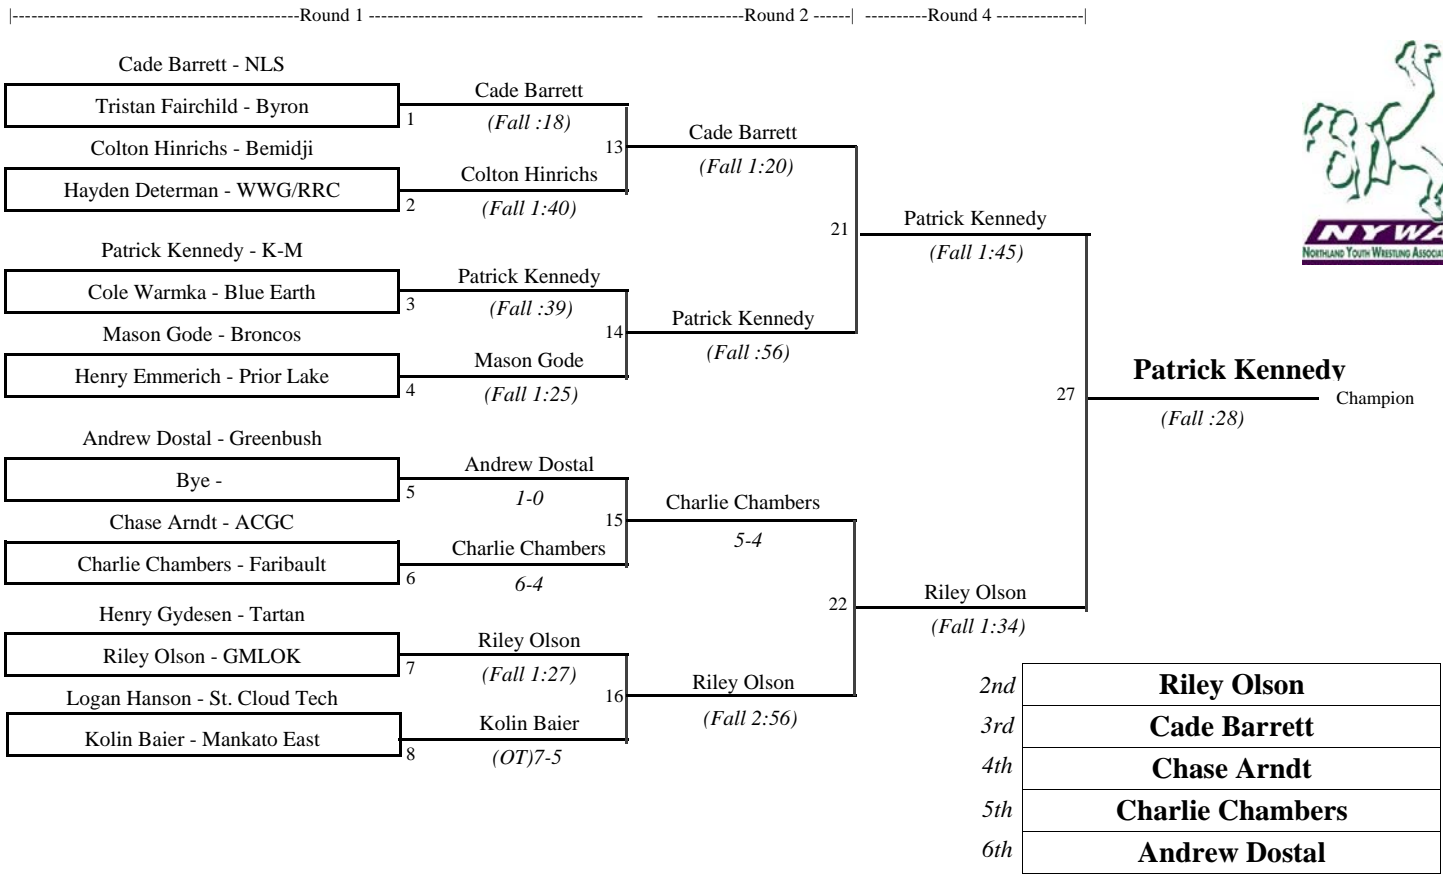 |-----------------------------------------------Round 1 --------------------------------------------- --------------Round 2 ------| ----------Round 4 --------------|
Cade Barrett - NLS
Tristan Fairchild - Byron
1
Colton Hinrichs - Bemidji
Hayden Determan - WWG/RRC
2
Patrick Kennedy - K-M
Cole Warmka - Blue Earth
3
Mason Gode - Broncos
Henry Emmerich - Prior Lake
4
Andrew Dostal - Greenbush
Bye -
5
Chase Arndt - ACGC
Charlie Chambers - Faribault
6
Henry Gydesen - Tartan
Riley Olson - GMLOK
7
Logan Hanson - St. Cloud Tech
Kolin Baier - Mankato East
8
Cade Barrett
(Fall :18)
13
Colton Hinrichs
(Fall 1:40)
Patrick Kennedy
(Fall :39)
14
Mason Gode
(Fall 1:25)
Andrew Dostal
1-0
15
Charlie Chambers
6-4
Riley Olson
(Fall 1:27)
16
Kolin Baier
(OT)7-5
Cade Barrett
(Fall 1:20)
21
Patrick Kennedy
(Fall :56)
Charlie Chambers
5-4
22
Riley Olson
(Fall 2:56)
Patrick Kennedy
(Fall 1:45)
27
Riley Olson
(Fall 1:34)
Patrick Kennedy
Champion
(Fall :28)
NYWA
Northland Youth Wrestling Associat
2nd Riley Olson
3rd Cade Barrett
4th Chase Arndt
5th Charlie Chambers
6th Andrew Dostal